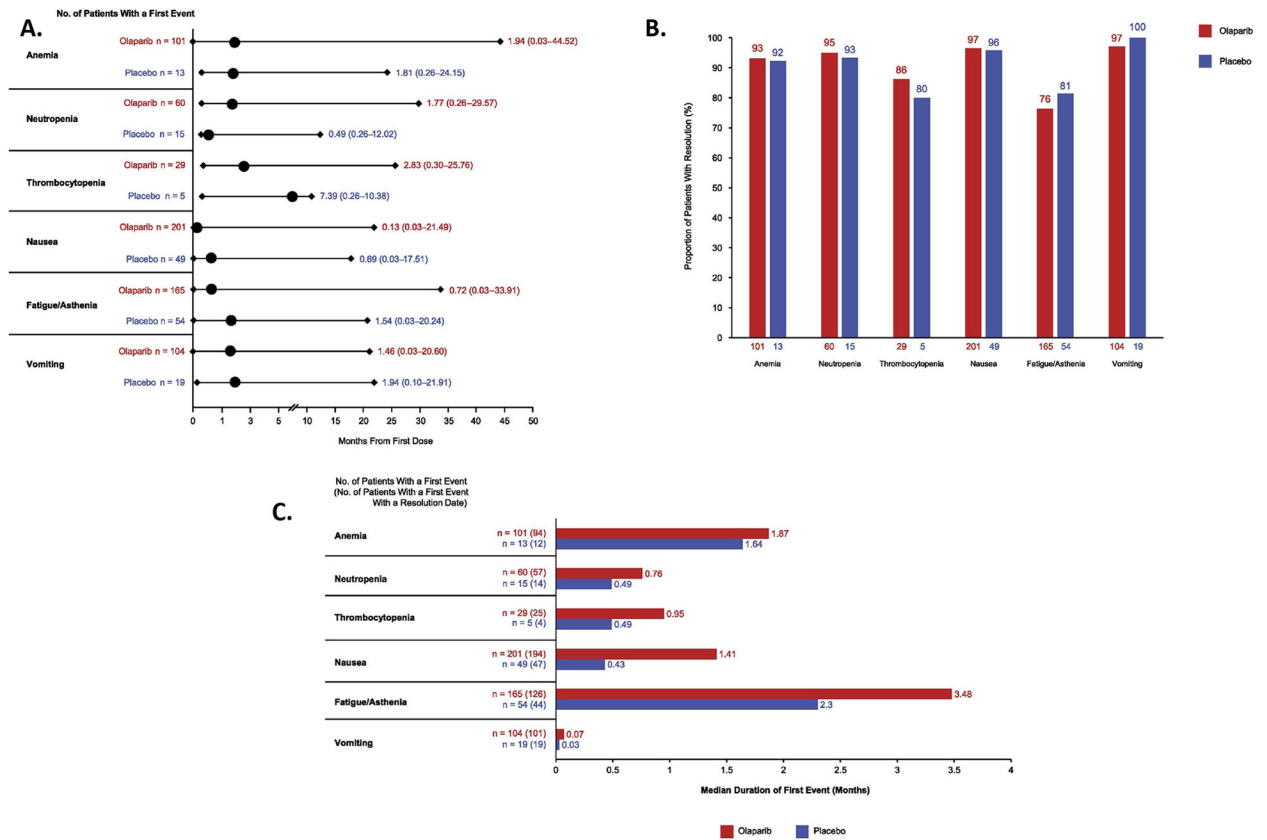 A.
No. of Patients With a First Event
Anemia
Olaparib n = 101
1.94 (0.03–44.52)
Placebo n = 13
1.81 (0.26–24.15)
Neutropenia
Olaparib n = 60
1.77 (0.26–29.57)
Placebo n = 15
0.49 (0.26–12.02)
Thrombocytopenia
Olaparib n = 29
2.83 (0.30–25.76)
Placebo n = 5
7.39 (0.26–10.38)
Nausea
Olaparib n = 201
0.13 (0.03–21.49)
Placebo n = 49
0.69 (0.03–17.51)
Fatigue/Asthenia
Olaparib n = 165
0.72 (0.03–33.91)
Placebo n = 54
1.54 (0.03–20.24)
Vomiting
Olaparib n = 104
1.46 (0.03–20.60)
Placebo n = 19
1.94 (0.10–21.91)
0 1 3 5 10 20 30 40 45 50
Months From First Dose
B.
Olaparib
Placebo
Proportion of Patients With Resolution (%)
100
90
80
70
60
50
40
30
20
10
0
93 92 95 93 86 80 97 96 76 81 97 100
101 13 60 15 29 5 201 49 165 54 104 19
Anemia Neutropenia Thrombocytopenia Nausea Fatigue/Asthenia Vomiting
C.
No. of Patients With a First Event
(No. of Patients With a First Event
With a Resolution Date)
Anemia
n = 101 (94)
1.87
n = 13 (12)
1.64
Neutropenia
n = 60 (57)
0.76
n = 15 (14)
0.49
Thrombocytopenia
n = 29 (25)
0.95
n = 5 (4)
0.49
Nausea
n = 201 (194)
1.41
n = 49 (47)
0.43
Fatigue/Asthenia
n = 165 (126)
3.48
n = 54 (44)
2.3
Vomiting
n = 104 (101)
0.07
n = 19 (19)
0.03
0 0.5 1 1.5 2 2.5 3 3.5 4
Median Duration of First Event (Months)
Olaparib Placebo